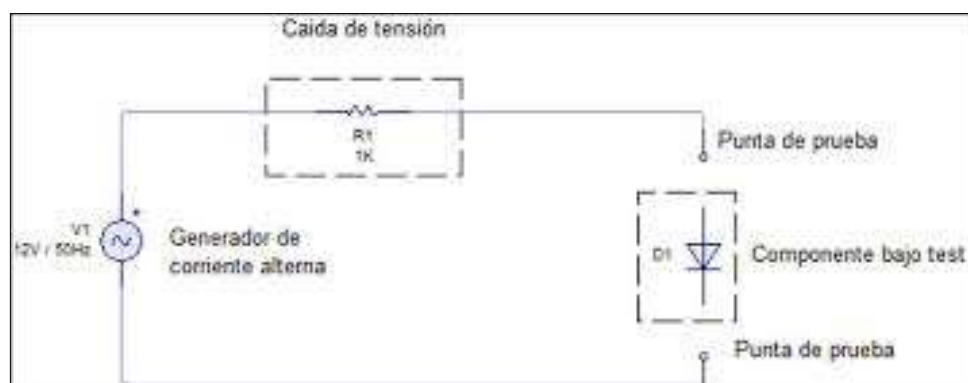 Caida de tensión
R1
1K
Punta de prueba
V1
12V / 50Hz
Generador de
corriente alterna
D1
Componente bajo test
Punta de prueba